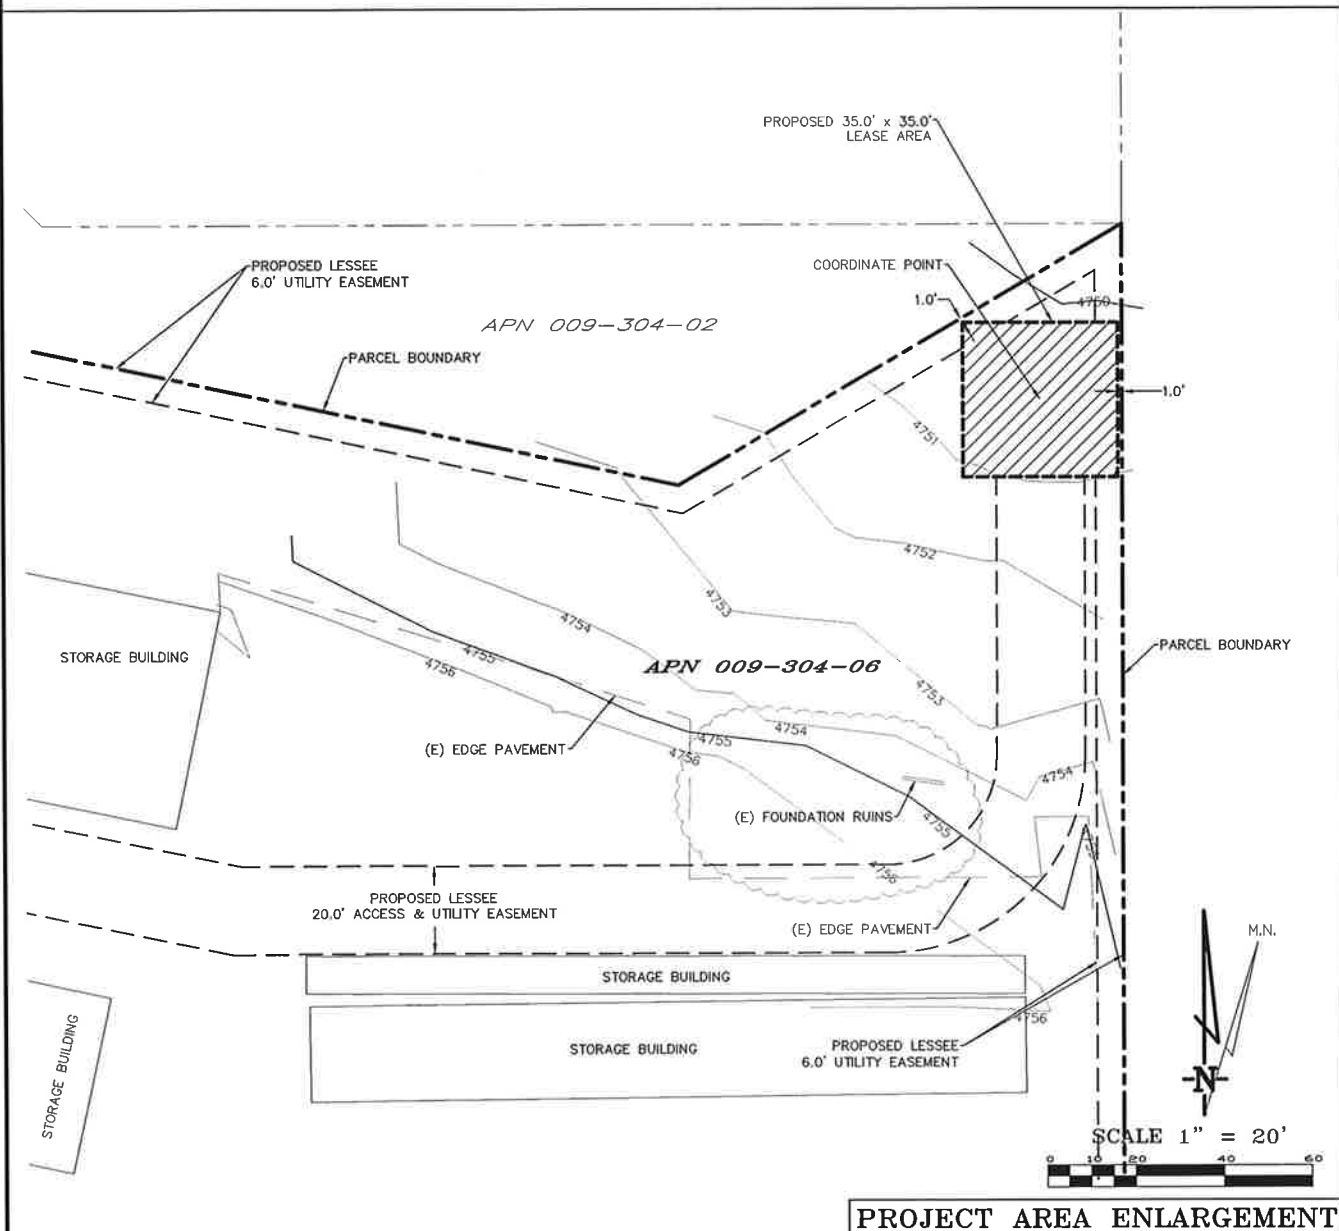 PROPOSED 35.0' x 35.0'
LEASE AREA
PROPOSED LESSEE
6.0' UTILITY EASEMENT
COORDINATE POINT
1.0'
4750
APN 009-304-02
PARCEL BOUNDARY
1.0'
4751
4752
4753
4754
STORAGE BUILDING
4755
4756
APN 009-304-06
PARCEL BOUNDARY
4753
4754
4755
4756
(E) EDGE PAVEMENT
4754
(E) FOUNDATION RUINS
4755
4756
PROPOSED LESSEE
20.0' ACCESS & UTILITY EASEMENT
(E) EDGE PAVEMENT
M.N.
STORAGE BUILDING
4756
STORAGE BUILDING
STORAGE BUILDING
PROPOSED LESSEE
6.0' UTILITY EASEMENT
N
SCALE 1" = 20'
0 10 20 40 60
PROJECT AREA ENLARGEMENT